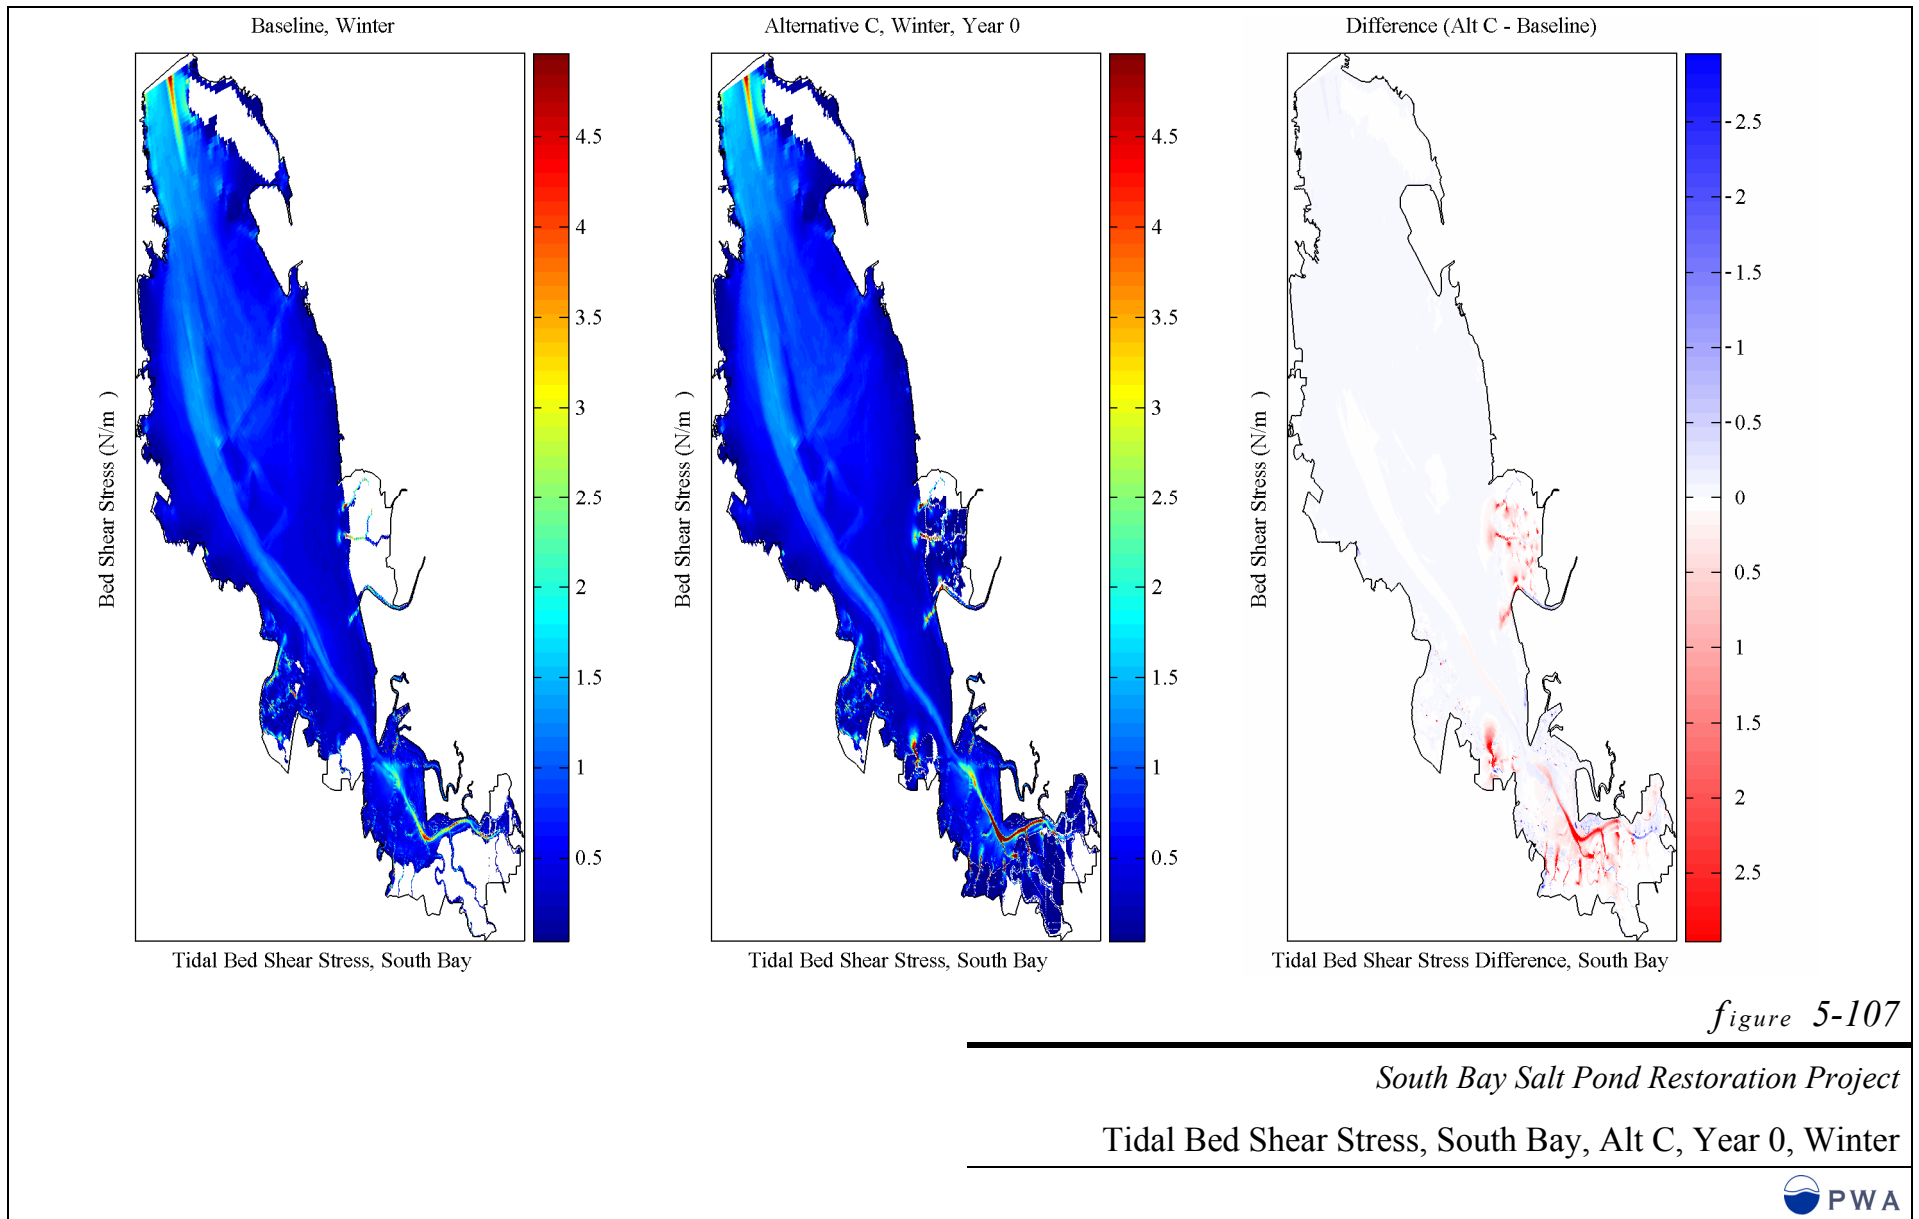 Baseline, Winter
Alternative C, Winter, Year 0
Difference (Alt C - Baseline)
Bed Shear Stress (N/m )
4.5
4
3.5
3
2.5
2
1.5
1
0.5
Bed Shear Stress (N/m )
4.5
4
3.5
3
2.5
2
1.5
1
0.5
Bed Shear Stress (N/m )
-2.5
-2
-1.5
-1
-0.5
0
0.5
1
1.5
2
2.5
Tidal Bed Shear Stress, South Bay
Tidal Bed Shear Stress, South Bay
Tidal Bed Shear Stress Difference, South Bay
figure 5-107
South Bay Salt Pond Restoration Project
Tidal Bed Shear Stress, South Bay, Alt C, Year 0, Winter
PWA